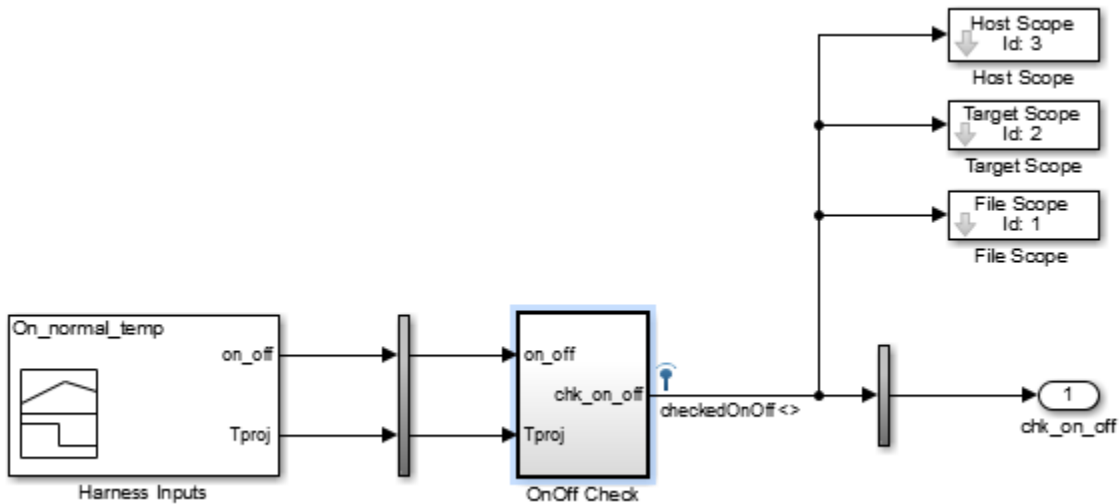 Host Scope
Id: 3
Host Scope
Target Scope
Id: 2
Target Scope
File Scope
Id: 1
File Scope
On_normal_temp
on_off
Tproj
Harness Inputs
on_off
chk_on_off
Tproj
OnOff Check
checkedOnOff <>
1
chk_on_off